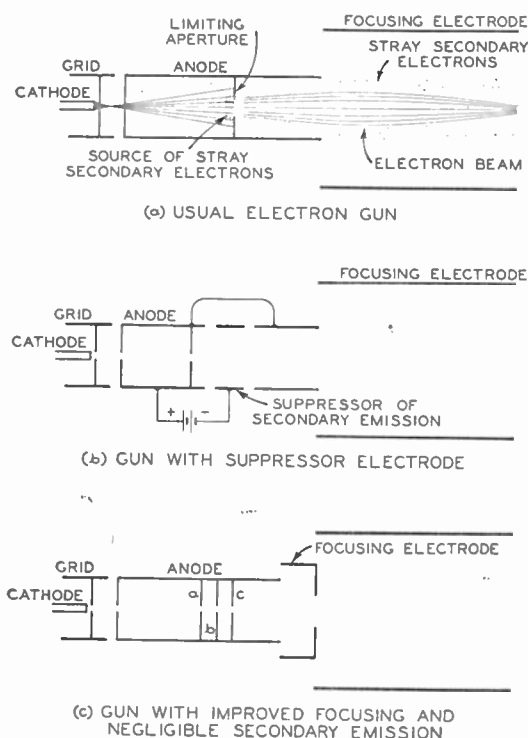 FOCUSING ELECTRODE
LIMITING
APERTURE
STRAY SECONDARY
ELECTRONS
GRID
ANODE
CATHODE
SOURCE OF STRAY
SECONDARY ELECTRONS
ELECTRON BEAM
(a) USUAL ELECTRON GUN
FOCUSING ELECTRODE
GRID
ANODE
CATHODE
+ −
SUPPRESSOR OF
SECONDARY EMISSION
(b) GUN WITH SUPPRESSOR ELECTRODE
FOCUSING ELECTRODE
GRID
ANODE
CATHODE
a
c
b
(c) GUN WITH IMPROVED FOCUSING AND
NEGLIGIBLE SECONDARY EMISSION